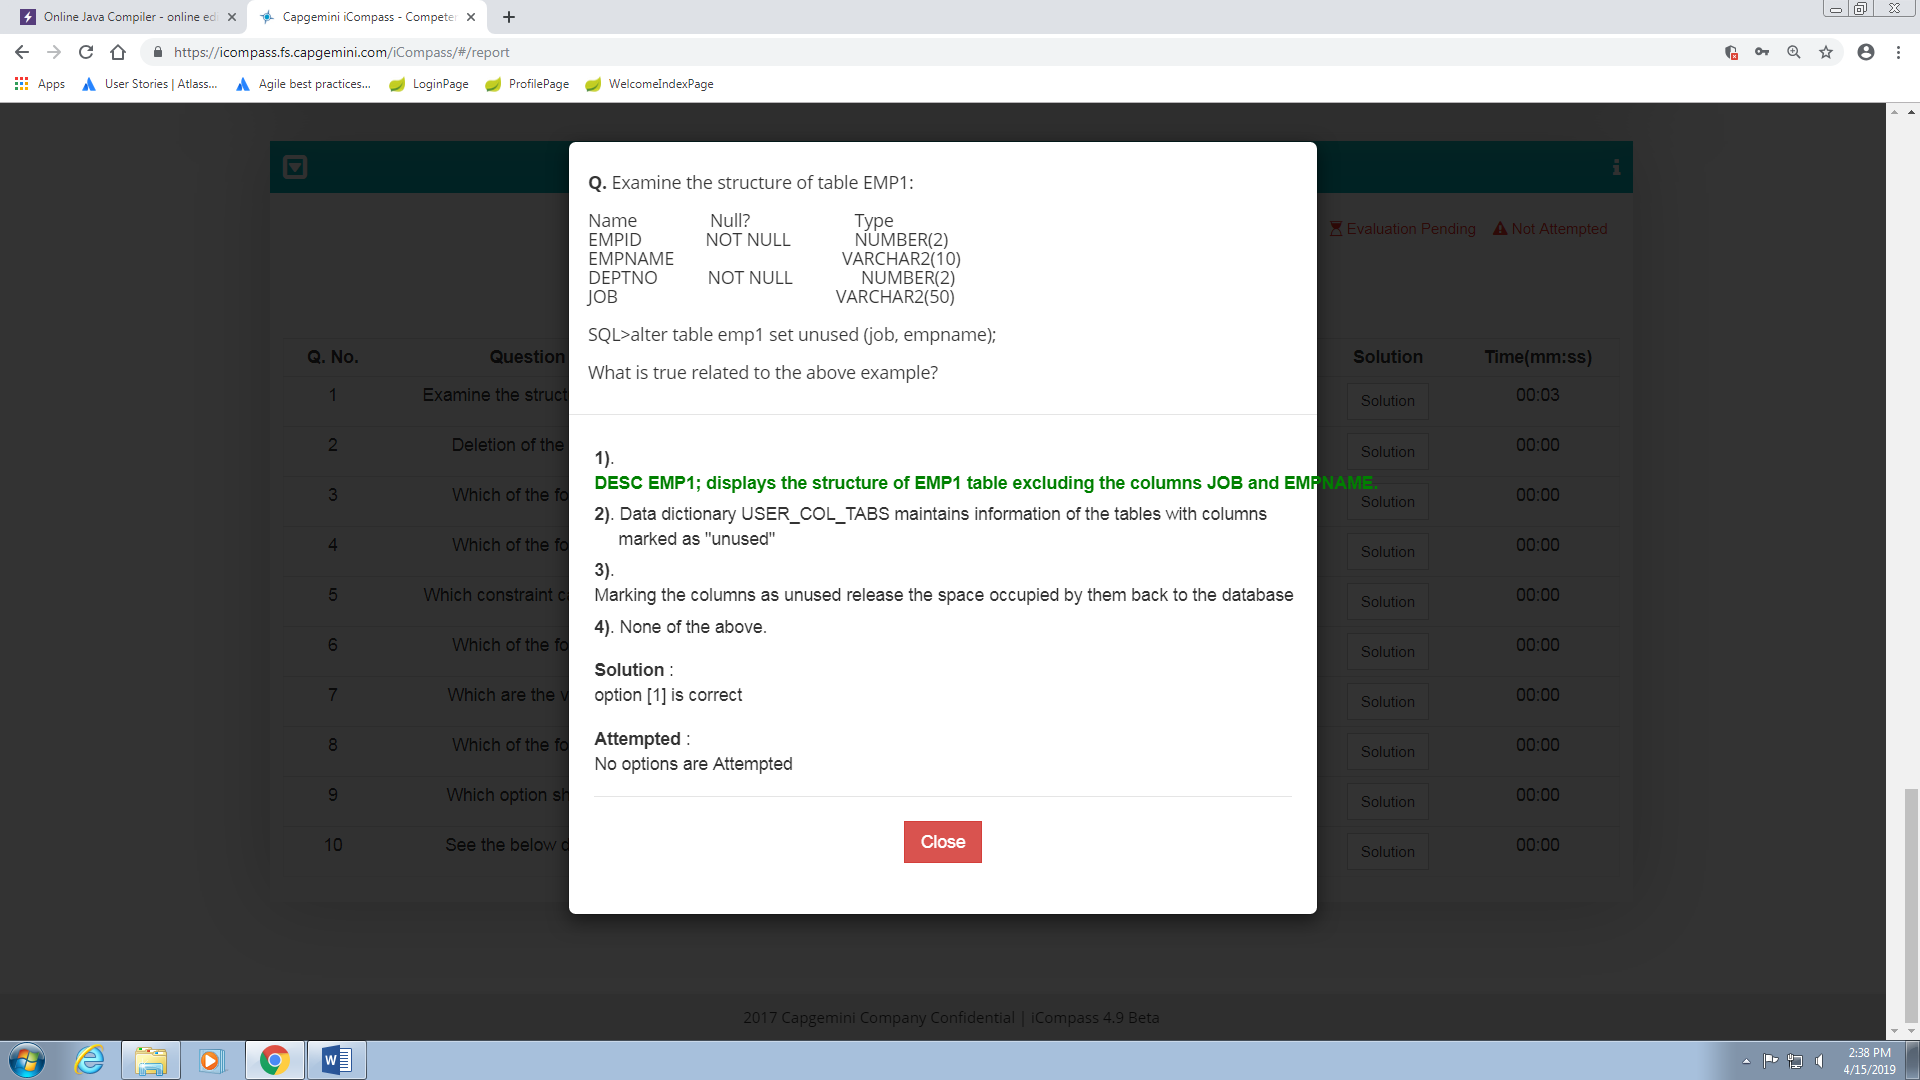 Online Java Compiler - online edi
Capgemini iCompass - Competen
https://icompass.fs.capgemini.com/iCompass/#/report
Apps
User Stories | Atlass...
Agile best practices...
LoginPage
ProfilePage
WelcomeIndexPage
Q. Examine the structure of table EMP1:
Name Null? Type
EMPID NOT NULL NUMBER(2)
EMPNAME VARCHAR2(10)
DEPTNO NOT NULL NUMBER(2)
JOB VARCHAR2(50)
SQL>alter table emp1 set unused (job, empname);
What is true related to the above example?
1).
DESC EMP1; displays the structure of EMP1 table excluding the columns JOB and EMPNAME.
2). Data dictionary USER_COL_TABS maintains information of the tables with columns
marked as "unused"
3).
Marking the columns as unused release the space occupied by them back to the database
4). None of the above.
Solution :
option [1] is correct
Attempted :
No options are Attempted
Close
Evaluation Pending Not Attempted
Q. No. Question Solution Time(mm:ss)
1 Examine the struct Solution 00:03
2 Deletion of the Solution 00:00
3 Which of the fo Solution 00:00
4 Which of the fo Solution 00:00
5 Which constraint c Solution 00:00
6 Which of the fo Solution 00:00
7 Which are the v Solution 00:00
8 Which of the fo Solution 00:00
9 Which option sh Solution 00:00
10 See the below d Solution 00:00
2017 Capgemini Company Confidential | iCompass 4.9 Beta
2:38 PM
4/15/2019